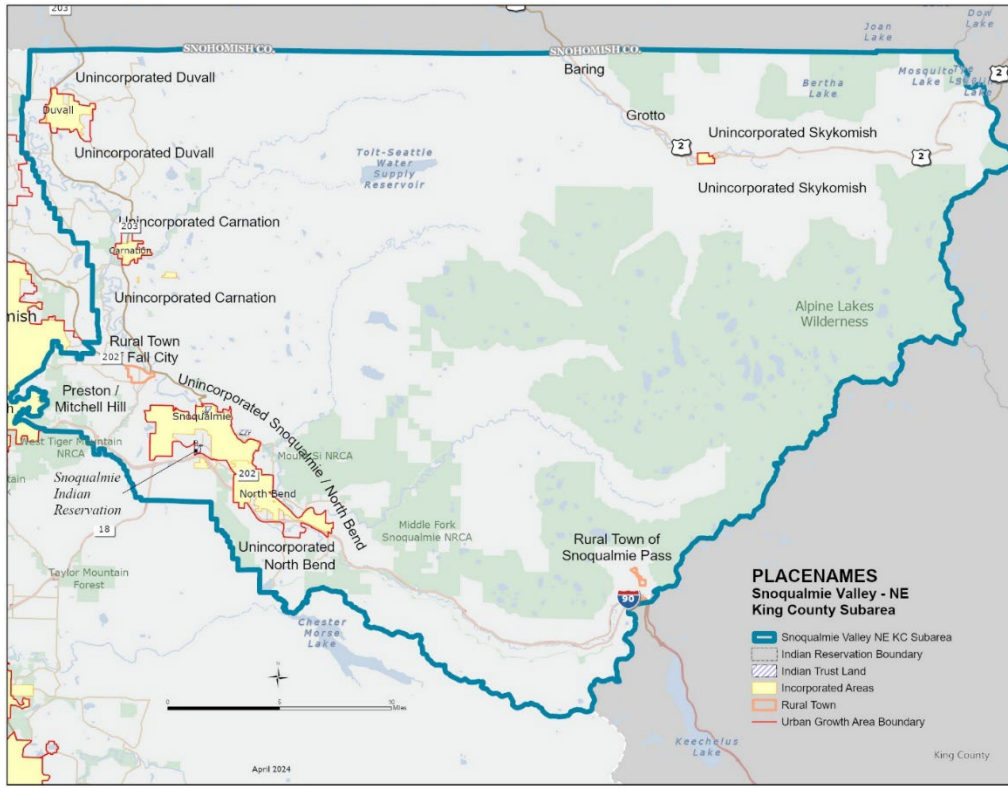 203
SNOHOMISH CO.
SNOHOMISH CO.
2
Joan
Lake
Dow
Lake
Unincorporated Duvall
Baring
Bertha
Lake
Mosquito
Lake
2
Duvall
Grotto
Unincorporated Skykomish
Unincorporated Duvall
Tolt-Seattle
Water
Supply
Reservoir
2
2
Unincorporated Skykomish
Unincorporated Carnation
203
Carnation
Unincorporated Carnation
Alpine Lakes
Wilderness
Rural Town
Fall City
202
Unincorporated Snoqualmie / North Bend
Preston /
Mitchell Hill
Snoqualmie
West Tiger Mountain
NRCA
Mount Si NRCA
Snoqualmie
Indian
Reservation
202
North Bend
18
Middle Fork
Snoqualmie NRCA
Unincorporated
North Bend
Rural Town of
Snoqualmie Pass
Taylor Mountain
Forest
90
Chester
Morse
Lake
Keechelus
Lake
PLACENAMES
Snoqualmie Valley - NE
King County Subarea
Snoqualmie Valley NE KC Subarea
Indian Reservation Boundary
Indian Trust Land
Incorporated Areas
Rural Town
Urban Growth Area Boundary
0 5 10
Miles
April 2024
King County